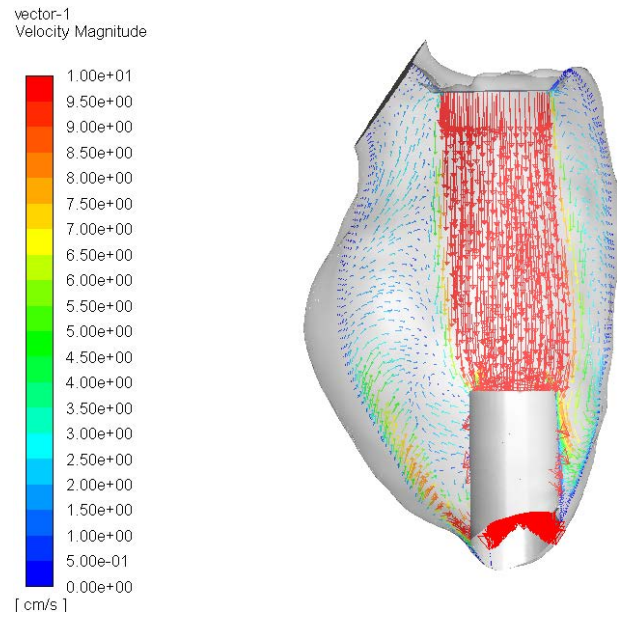 vector-1
Velocity Magnitude
1.00e+01
9.50e+00
9.00e+00
8.50e+00
8.00e+00
7.50e+00
7.00e+00
6.50e+00
6.00e+00
5.50e+00
5.00e+00
4.50e+00
4.00e+00
3.50e+00
3.00e+00
2.50e+00
2.00e+00
1.50e+00
1.00e+00
5.00e-01
0.00e+00
[ cm/s ]